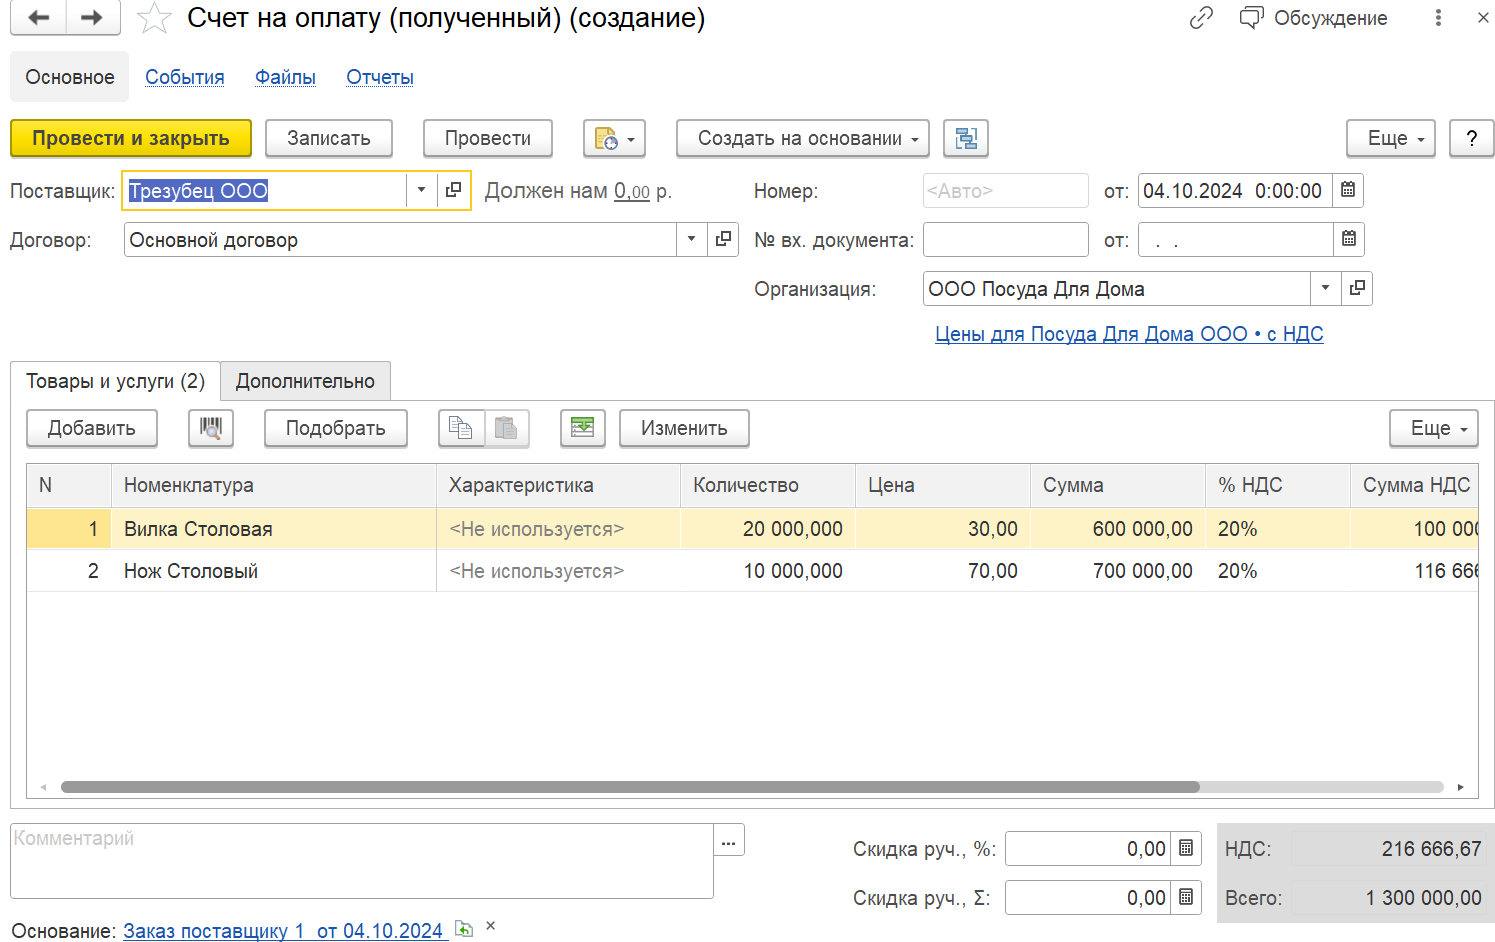 Счет на оплату (полученный) (создание)
Обсуждение
Основное События Файлы Отчеты
Провести и закрыть Записать Провести Создать на основании Еще ?
Поставщик: Трезубец ООО Должен нам 0,00 р. Номер: <Авто> от: 04.10.2024 0:00:00
Договор: Основной договор № вх. документа: от: . .
Организация: ООО Посуда Для Дома
Цены для Посуда Для Дома ООО • с НДС
Товары и услуги (2) Дополнительно
Добавить Подобрать Изменить Еще
N Номенклатура Характеристика Количество Цена Сумма % НДС Сумма НДС
1 Вилка Столовая <Не используется> 20 000,000 30,00 600 000,00 20% 100 000
2 Нож Столовый <Не используется> 10 000,000 70,00 700 000,00 20% 116 666
Комментарий ...
Скидка руч., %: 0,00 НДС: 216 666,67
Скидка руч., Σ: 0,00 Всего: 1 300 000,00
Основание: Заказ поставщику 1 от 04.10.2024